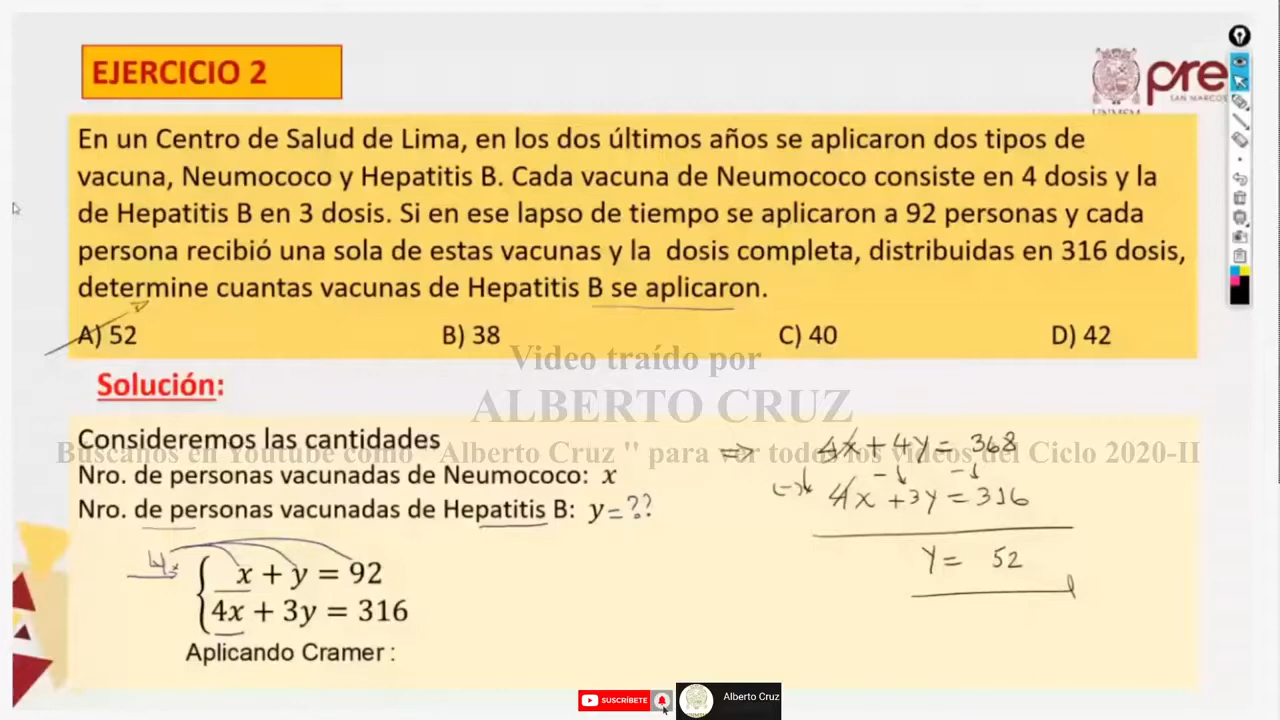 EJERCICIO 2
pre
SAN MARCOS
UNMSM
En un Centro de Salud de Lima, en los dos últimos años se aplicaron dos tipos de
vacuna, Neumococo y Hepatitis B. Cada vacuna de Neumococo consiste en 4 dosis y la
de Hepatitis B en 3 dosis. Si en ese lapso de tiempo se aplicaron a 92 personas y cada
persona recibió una sola de estas vacunas y la dosis completa, distribuidas en 316 dosis,
determine cuantas vacunas de Hepatitis B se aplicaron.
A) 52 B) 38 C) 40 D) 42
Video traído por
ALBERTO CRUZ
Buscanos en Youtube como "Alberto Cruz " para ver todos los videos del Ciclo 2020-II
Solución:
Consideremos las cantidades
Nro. de personas vacunadas de Neumococo: x
Nro. de personas vacunadas de Hepatitis B: y = ??
4x
x + y = 92
4x + 3y = 316
Aplicando Cramer :
⇒ 4x + 4y = 368
(-) 4x + 3y = 316
y = 52
SUSCRÍBETE
Alberto Cruz